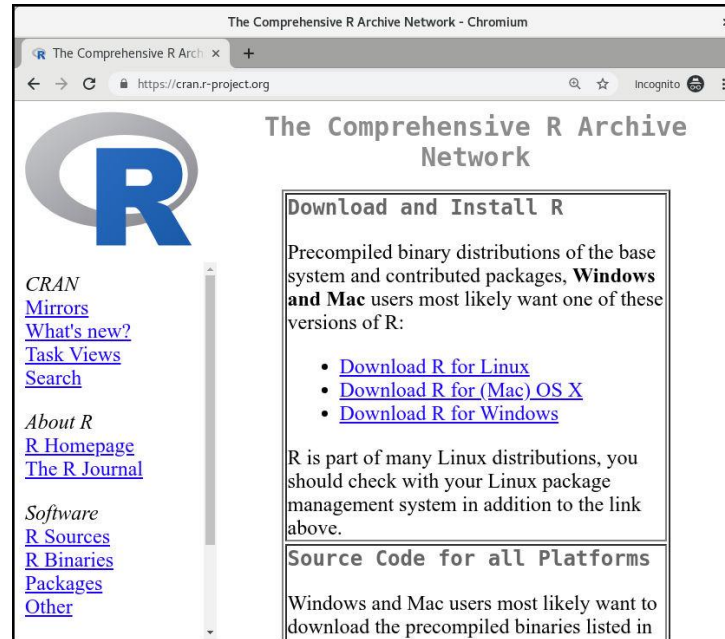 The Comprehensive R Archive Network - Chromium
The Comprehensive R Arch
https://cran.r-project.org
Incognito
R
The Comprehensive R Archive
Network
CRAN
Mirrors
What's new?
Task Views
Search
About R
R Homepage
The R Journal
Software
R Sources
R Binaries
Packages
Other
Download and Install R
Precompiled binary distributions of the base
system and contributed packages, Windows
and Mac users most likely want one of these
versions of R:
• Download R for Linux
• Download R for (Mac) OS X
• Download R for Windows
R is part of many Linux distributions, you
should check with your Linux package
management system in addition to the link
above.
Source Code for all Platforms
Windows and Mac users most likely want to
download the precompiled binaries listed in